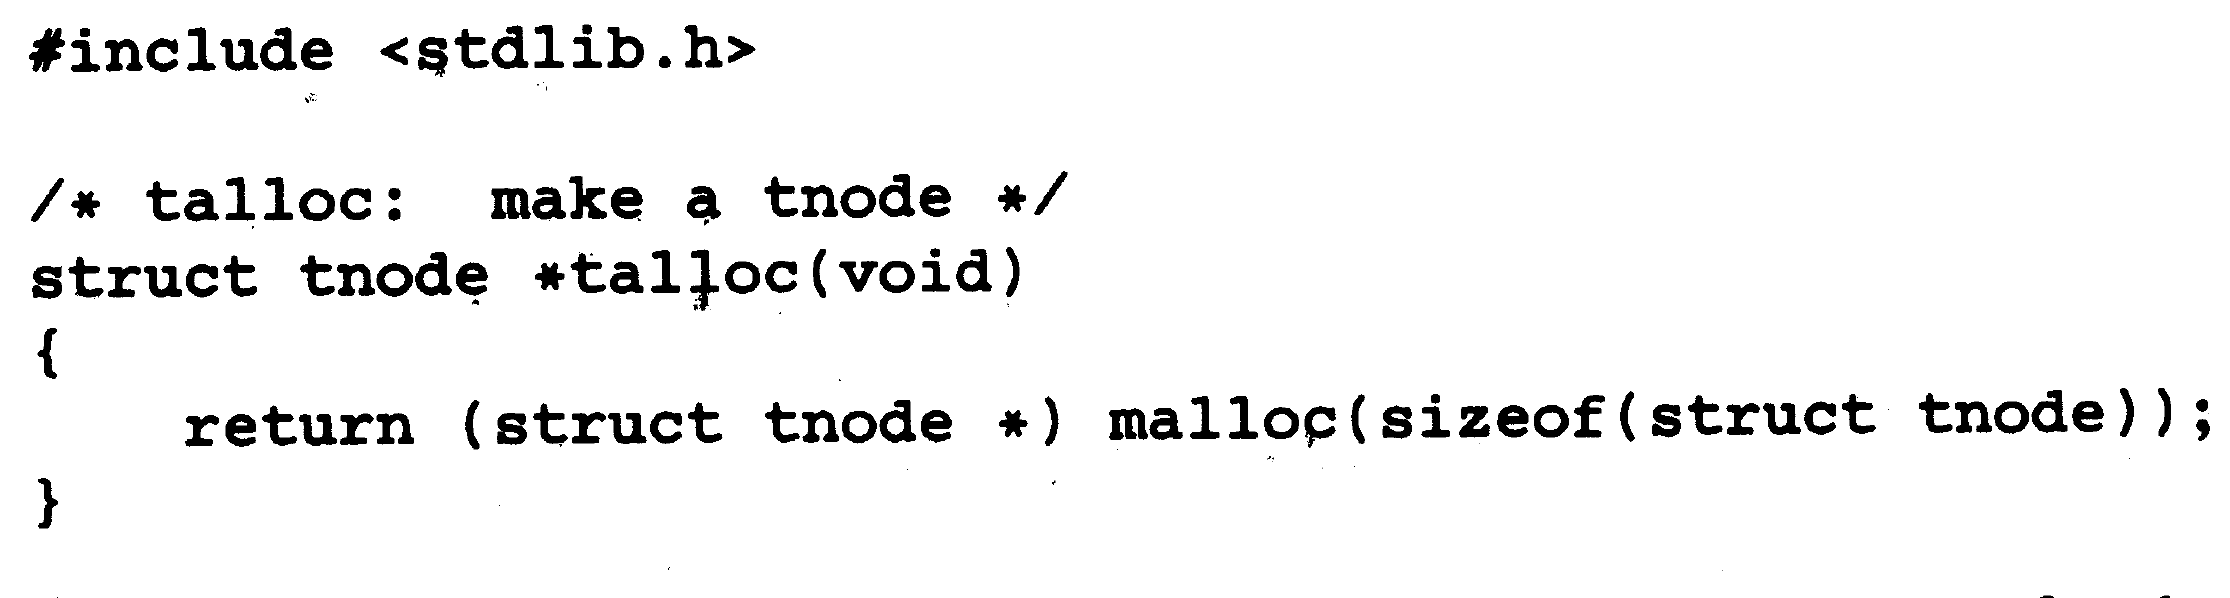 #include <stdlib.h>

/* talloc:  make a tnode */
struct tnode *talloc(void)
{
    return (struct tnode *) malloc(sizeof(struct tnode));
}